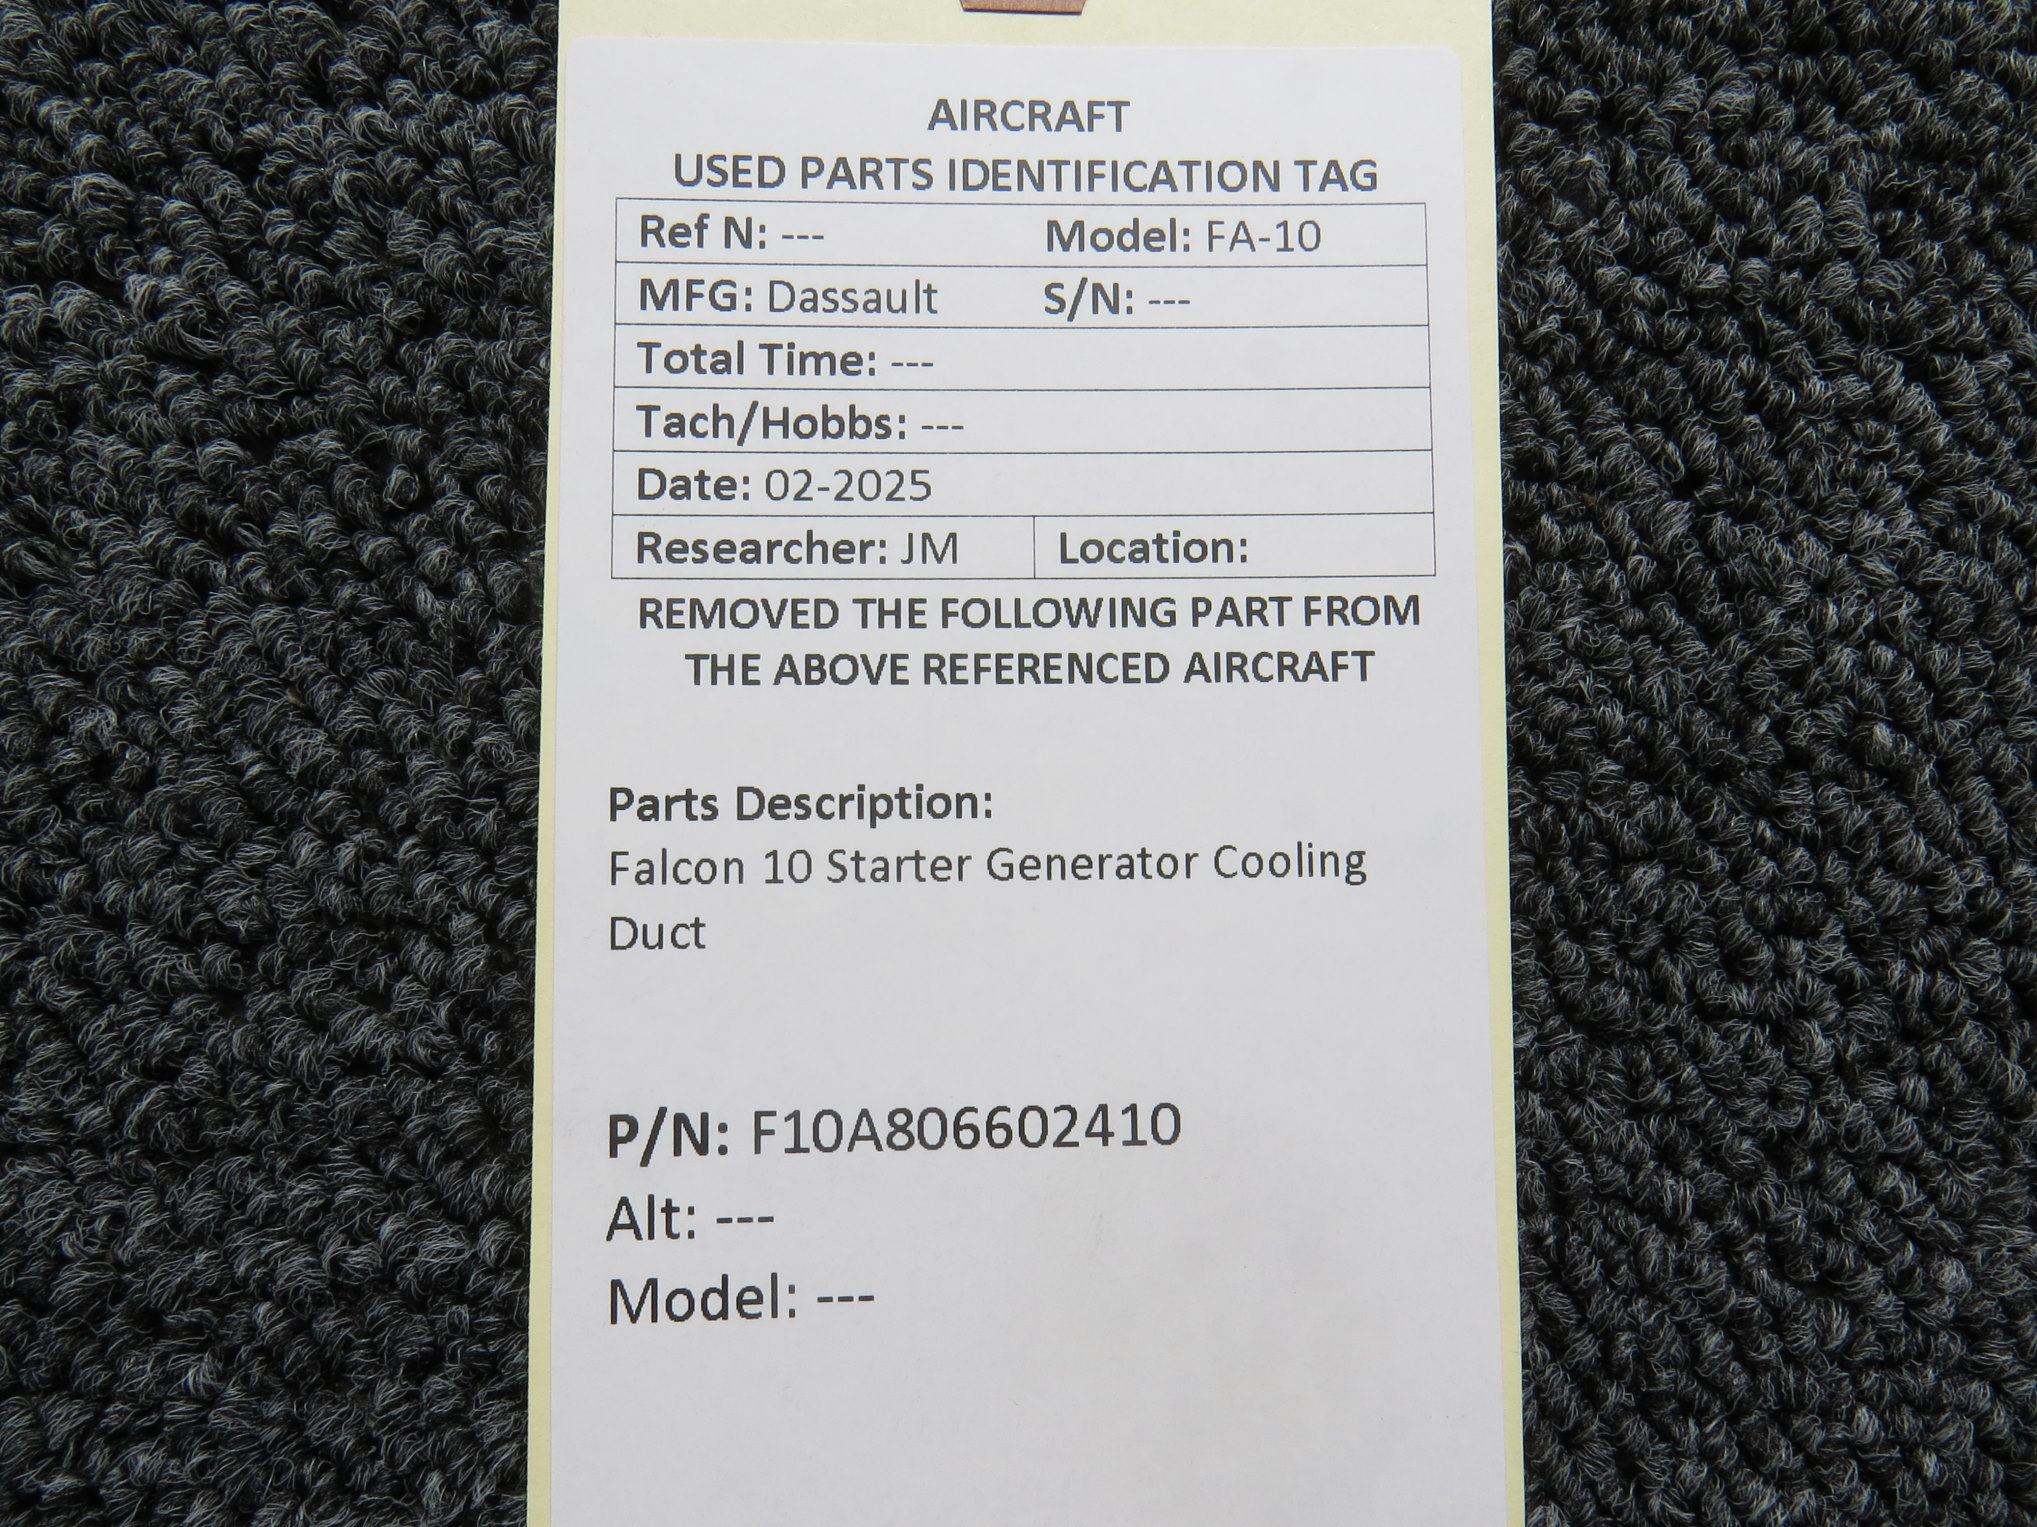 AIRCRAFT
USED PARTS IDENTIFICATION TAG
Ref N: --- Model: FA-10
MFG: Dassault S/N: ---
Total Time: ---
Tach/Hobbs: ---
Date: 02-2025
Researcher: JM Location:
REMOVED THE FOLLOWING PART FROM
THE ABOVE REFERENCED AIRCRAFT
Parts Description:
Falcon 10 Starter Generator Cooling
Duct
P/N: F10A806602410
Alt: ---
Model: ---